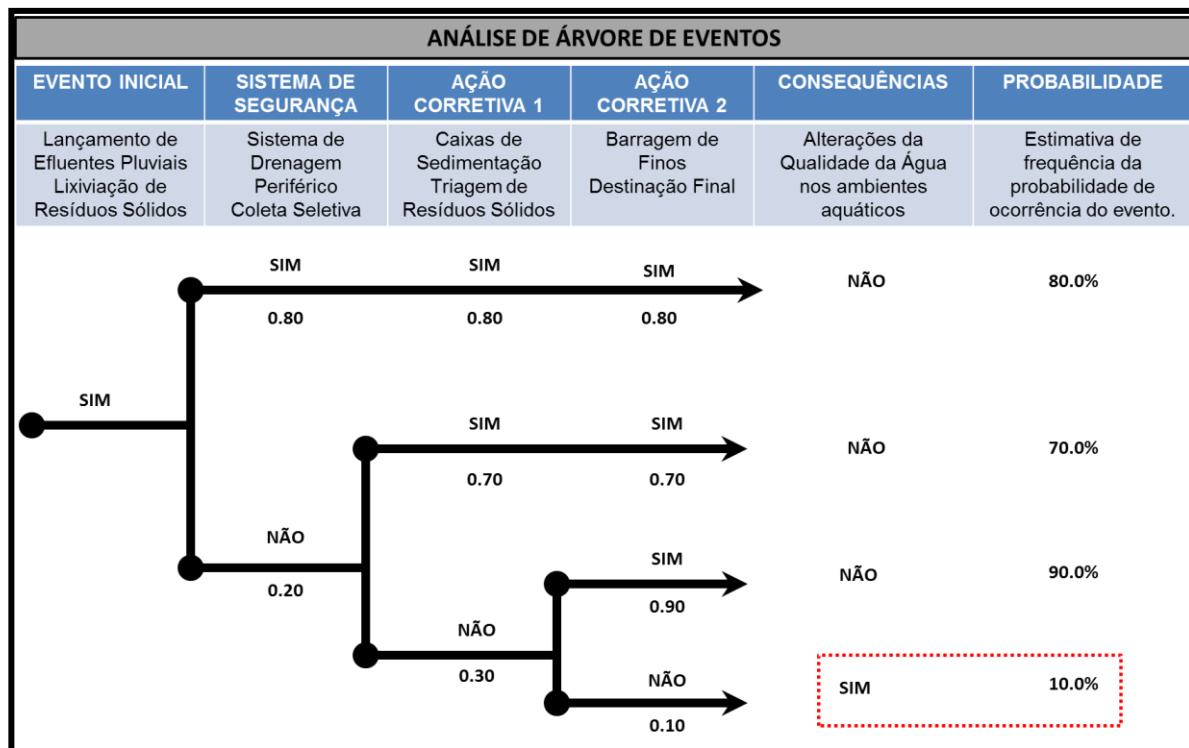 ANÁLISE DE ÁRVORE DE EVENTOS
EVENTO INICIAL
SISTEMA DE
SEGURANÇA
AÇÃO
CORRETIVA 1
AÇÃO
CORRETIVA 2
CONSEQUÊNCIAS
PROBABILIDADE
Lançamento de
Efluentes Pluviais
Lixiviação de
Resíduos Sólidos
Sistema de
Drenagem
Periférico
Coleta Seletiva
Caixas de
Sedimentação
Triagem de
Resíduos Sólidos
Barragem de
Finos
Destinação Final
Alterações da
Qualidade da Água
nos ambientes
aquáticos
Estimativa de
frequência da
probabilidade de
ocorrência do evento.
SIM
SIM
SIM
NÃO
80.0%
0.80
0.80
0.80
SIM
SIM
SIM
NÃO
70.0%
0.70
0.70
NÃO
0.20
SIM
NÃO
90.0%
0.90
NÃO
0.30
NÃO
0.10
SIM
10.0%